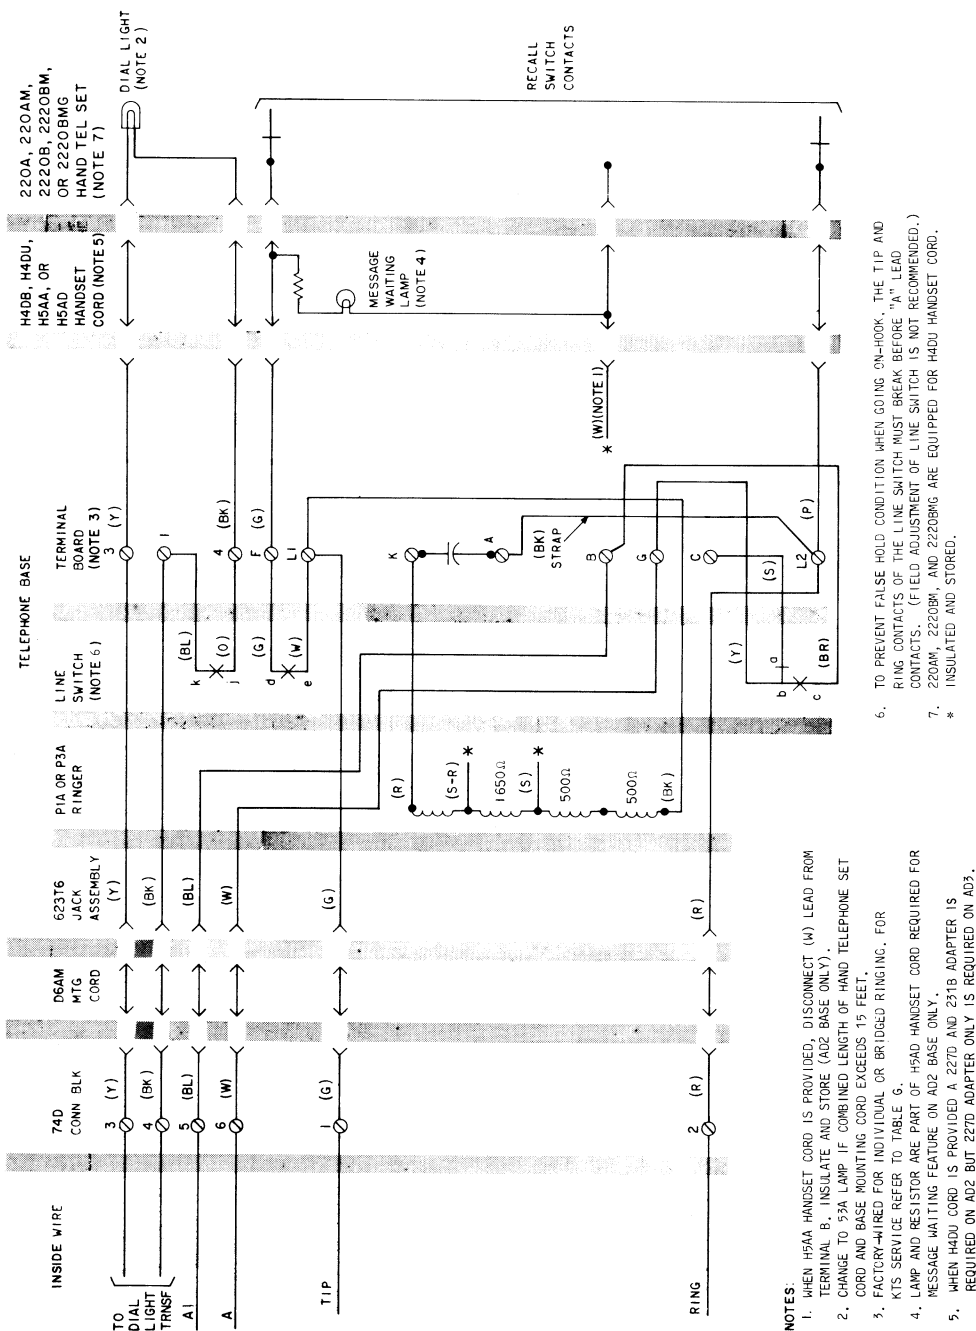 TELEPHONE BASE
INSIDE WIRE
74D
CONN BLK
D6AM
MTG
CORD
623T6
JACK
ASSEMBLY
P1A OR P3A
RINGER
LINE
SWITCH
(NOTE 6)
TERMINAL
BOARD
(NOTE 3)
H4DB, H4DU,
H5AA, OR
H5AD
HANDSET
CORD (NOTE 5)
220A, 220AM,
2220B, 2220BM,
OR 2220BMG
HAND TEL SET
(NOTE 7)
DIAL LIGHT
(NOTE 2)
TO
DIAL
LIGHT
TRNSF
3
(Y)
(Y)
3
(Y)
4
(BK)
(BK)
1
A1
5
(BL)
(BL)
A
6
(W)
(W)
k
(BL)
(O)
j
4
(BK)
d
(G)
(W)
e
F
(G)
L1
TIP
1
(G)
(G)
MESSAGE
WAITING
LAMP
(NOTE 4)
RECALL
SWITCH
CONTACTS
(R)
K
A
(S-R)
*
1650Ω
(S)
*
500Ω
500Ω
(BK)
(BK)
STRAP
* (W)(NOTE 1)
B
G
C
(S)
(Y)
a
b
c
(BR)
L2
(P)
RING
2
(R)
(R)
NOTES:
1. WHEN H5AA HANDSET CORD IS PROVIDED, DISCONNECT (W) LEAD FROM
TERMINAL B. INSULATE AND STORE (AD2 BASE ONLY).
2. CHANGE TO 53A LAMP IF COMBINED LENGTH OF HAND TELEPHONE SET
CORD AND BASE MOUNTING CORD EXCEEDS 15 FEET.
3. FACTORY-WIRED FOR INDIVIDUAL OR BRIDGED RINGING. FOR
KTS SERVICE REFER TO TABLE G.
4. LAMP AND RESISTOR ARE PART OF H5AD HANDSET CORD REQUIRED FOR
MESSAGE WAITING FEATURE ON AD2 BASE ONLY.
5. WHEN H4DU CORD IS PROVIDED A 227D AND 231B ADAPTER IS
REQUIRED ON AD2 BUT 227D ADAPTER ONLY IS REQUIRED ON AD3.
6. TO PREVENT FALSE HOLD CONDITION WHEN GOING ON-HOOK, THE TIP AND
RING CONTACTS OF THE LINE SWITCH MUST BREAK BEFORE "A" LEAD
CONTACTS. (FIELD ADJUSTMENT OF LINE SWITCH IS NOT RECOMMENDED.)
7. 220AM, 2220BM, AND 2220BMG ARE EQUIPPED FOR H4DU HANDSET CORD.
* INSULATED AND STORED.